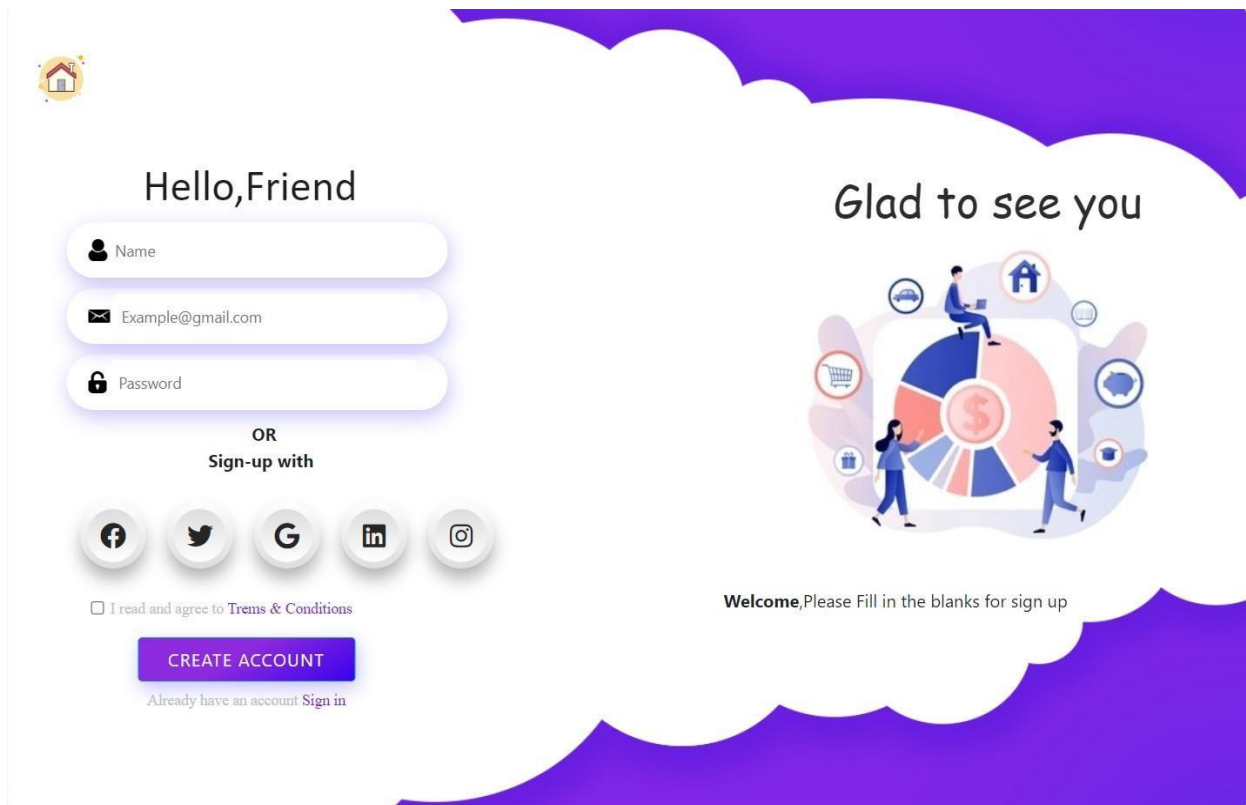 Hello,Friend
Name
Example@gmail.com
Password
OR
Sign-up with
I read and agree to Trems & Conditions
CREATE ACCOUNT
Already have an account Sign in
Glad to see you
$
Welcome,Please Fill in the blanks for sign up